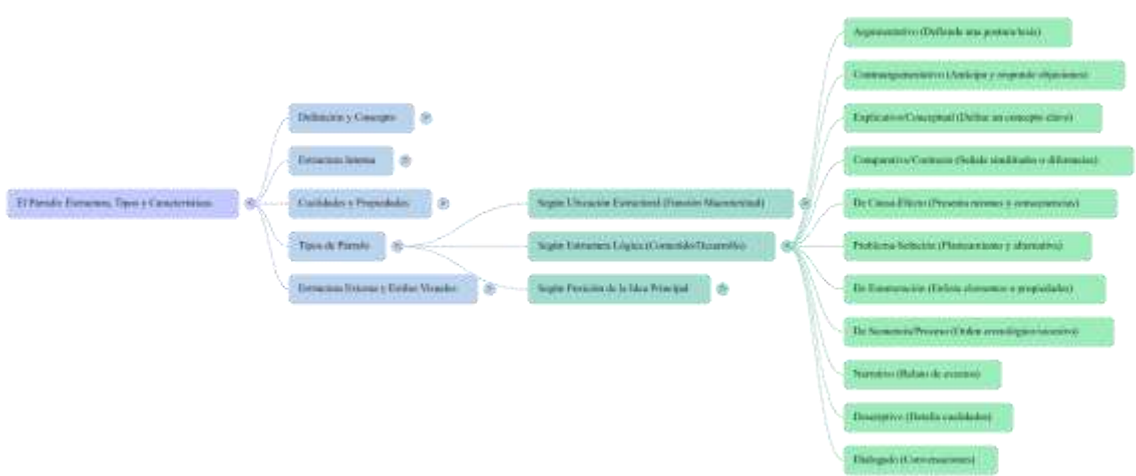 El Párrafo: Estructura, Tipos y Características
Definición y Concepto
Estructura Interna
Cualidades y Propiedades
Tipos de Párrafo
Estructura Externa y Estilos Visuales
Según Ubicación Estructural (Función Macrotextual)
Según Estructura Lógica (Contenido/Desarrollo)
Según Posición de la Idea Principal
Argumentativo (Defiende una postura/tesis)
Contraargumentativo (Anticipa y responde objeciones)
Explicativo/Conceptual (Define un concepto clave)
Comparativo/Contraste (Señala similitudes o diferencias)
De Causa-Efecto (Presenta razones y consecuencias)
Problema-Solución (Planteamiento y alternativa)
De Enumeración (Enlista elementos o propiedades)
De Secuencia/Proceso (Orden cronológico/sucesivo)
Narrativo (Relato de eventos)
Descriptivo (Detalla cualidades)
Dialogado (Conversaciones)